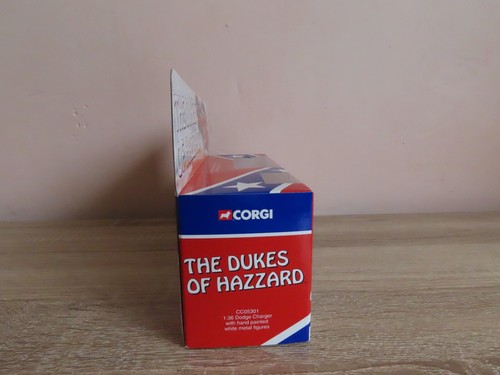 CORGI
THE DUKES
OF HAZZARD
CC05301
1:36 Dodge Charger
with hand painted
white metal figures